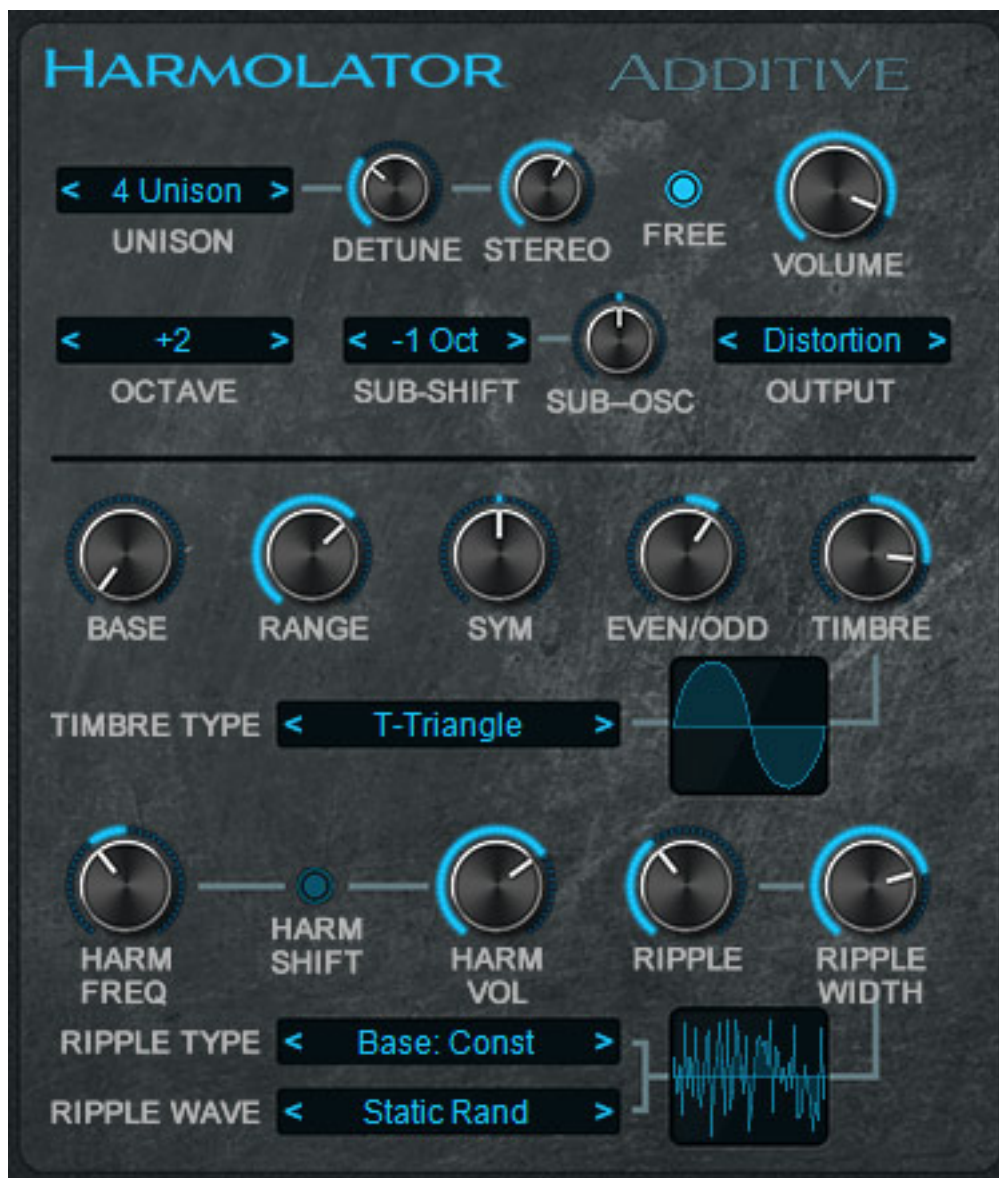 HARMOLATOR ADDITIVE
< 4 Unison >
UNISON DETUNE STEREO FREE VOLUME
< +2 > < -1 Oct > < Distortion >
OCTAVE SUB-SHIFT SUB–OSC OUTPUT
BASE RANGE SYM EVEN/ODD TIMBRE
TIMBRE TYPE < T-Triangle >
HARM FREQ
HARM SHIFT
HARM VOL
RIPPLE
RIPPLE WIDTH
RIPPLE TYPE < Base: Const >
RIPPLE WAVE < Static Rand >